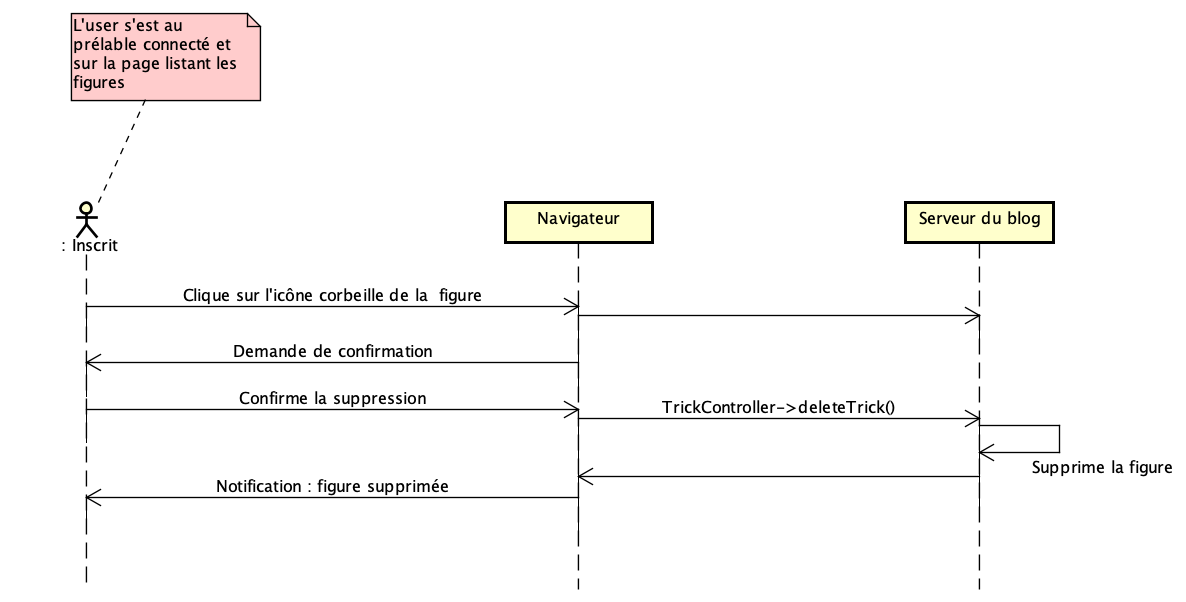 L'user s'est au
prélable connecté et
sur la page listant les
figures
: Inscrit
Navigateur
Serveur du blog
Clique sur l'icône corbeille de la  figure
Demande de confirmation
Confirme la suppression
TrickController->deleteTrick()
Supprime la figure
Notification : figure supprimée